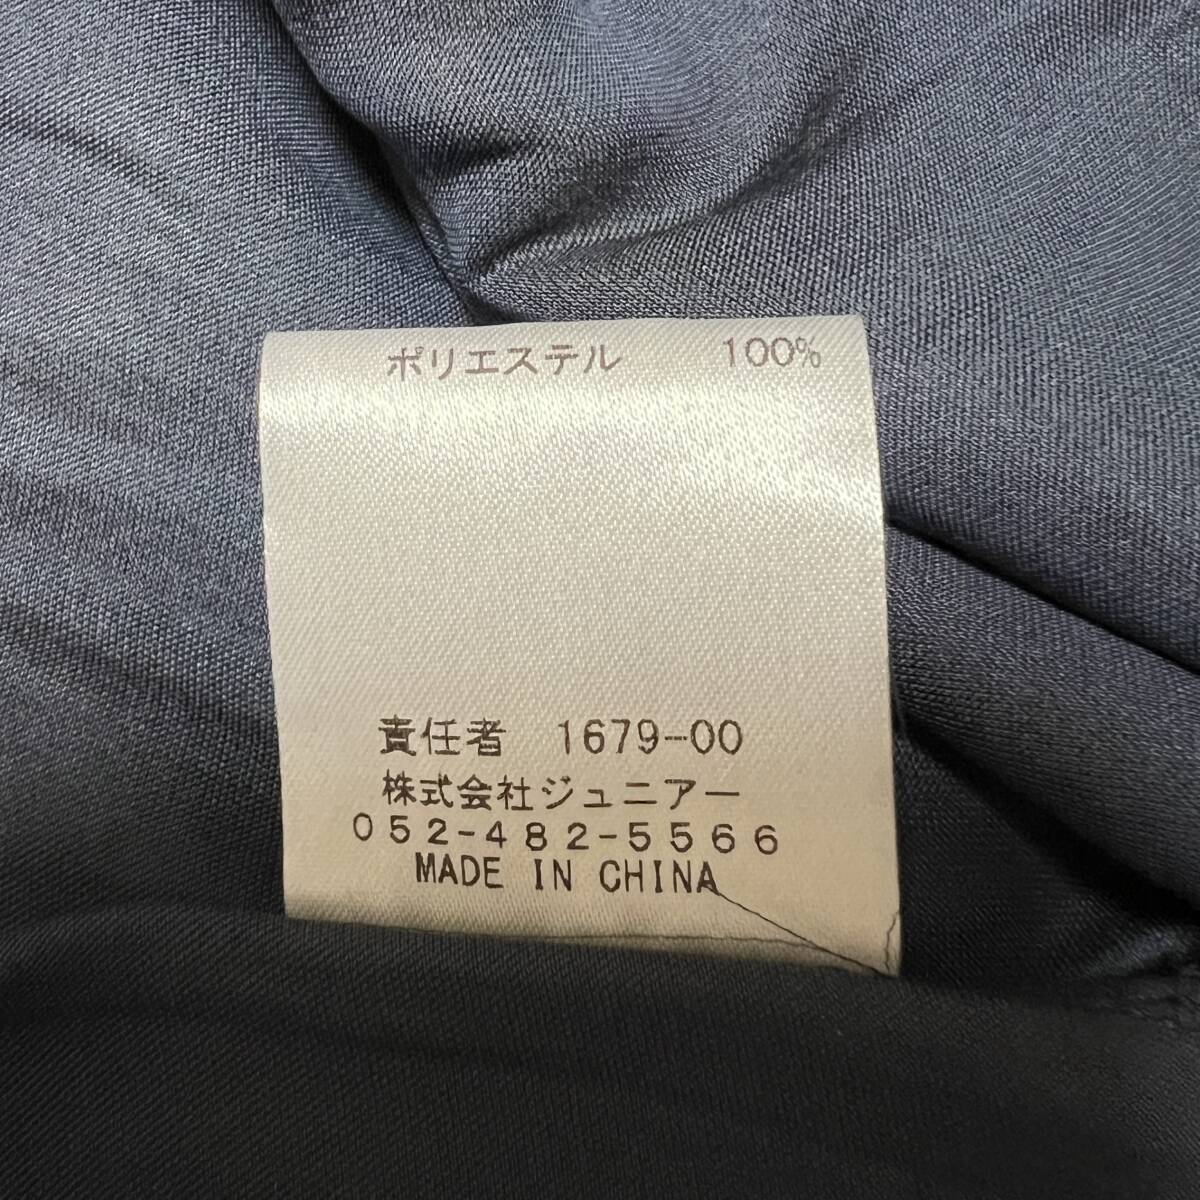 ポリエステル 100%
責任者 1679-00
株式会社ジュニアー
052-482-5566
MADE IN CHINA